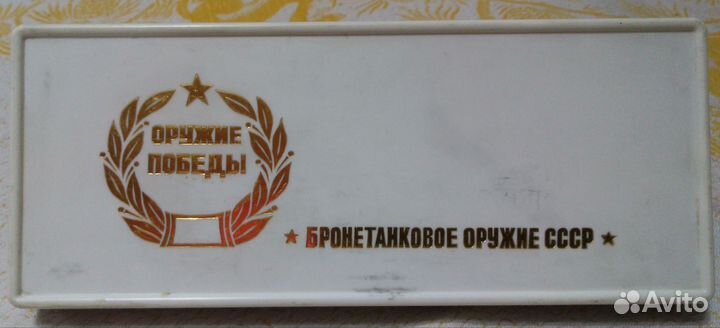 ОРУЖИЕ
ПОБЕДЫ
★ БРОНЕТАНКОВОЕ ОРУЖИЕ СССР ★
Avito